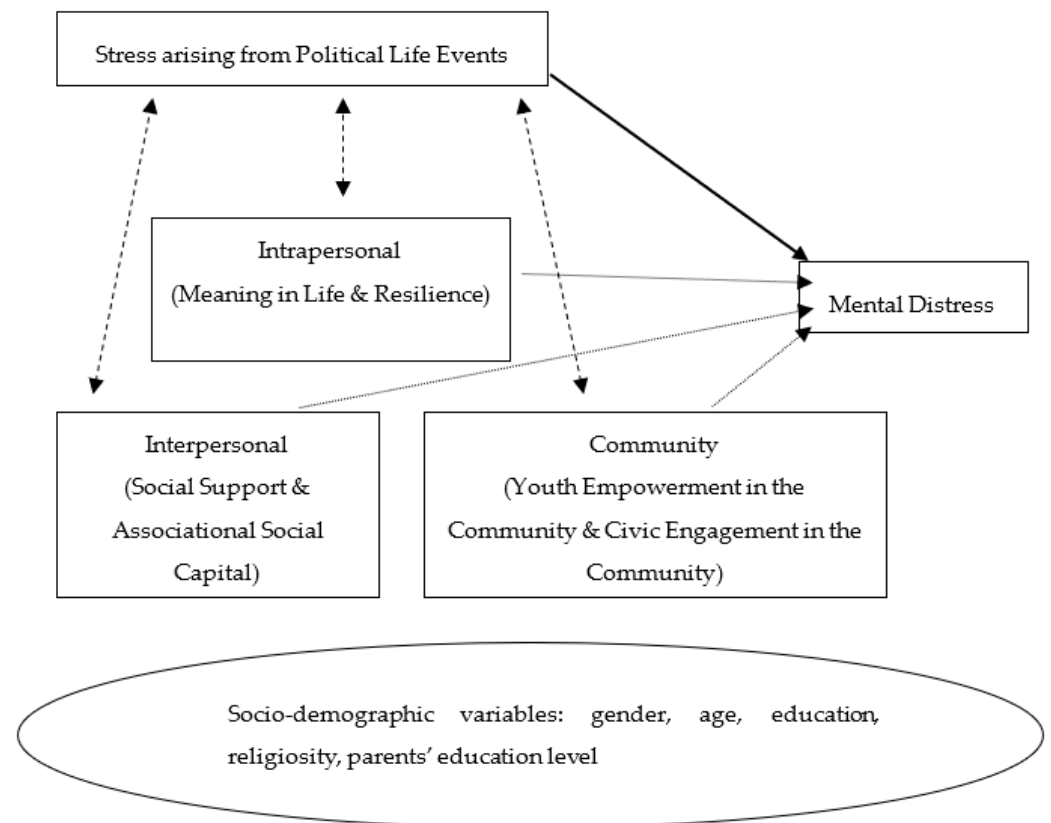 Stress arising from Political Life Events
Intrapersonal
(Meaning in Life & Resilience)
Mental Distress
Interpersonal
(Social Support &
Associational Social
Capital)
Community
(Youth Empowerment in the
Community & Civic Engagement in the
Community)
Socio-demographic variables: gender, age, education,
religiosity, parents’ education level